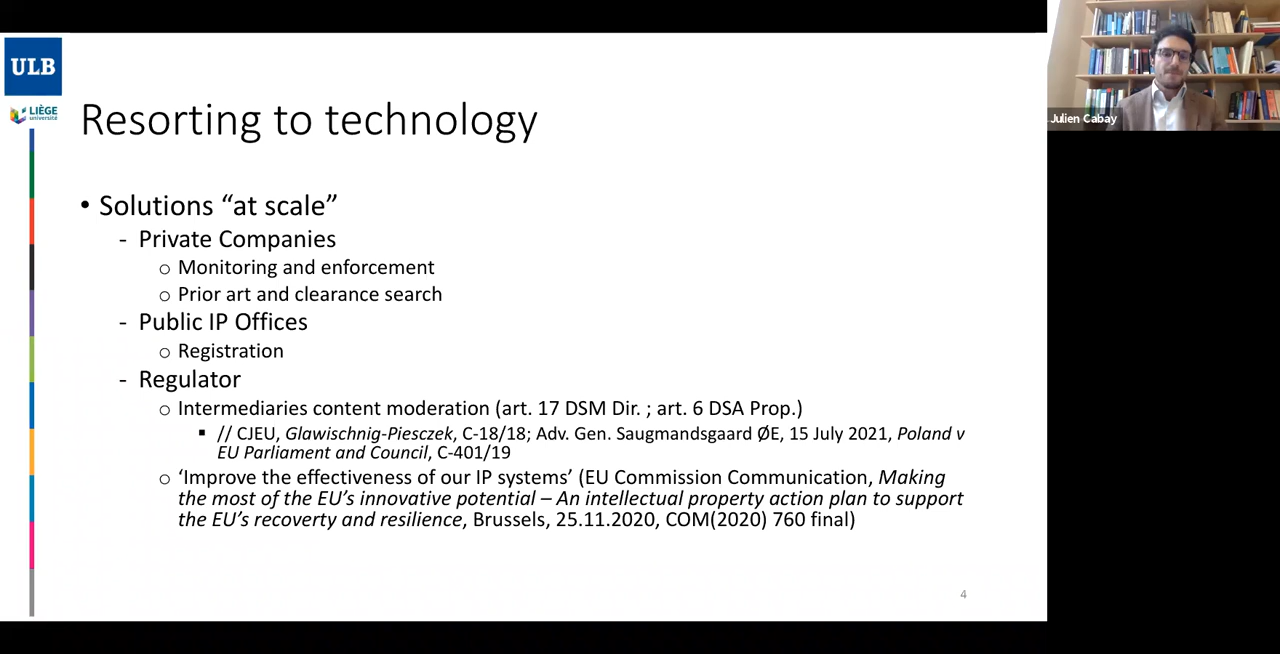 ULB
LIÈGE
université
Resorting to technology
• Solutions “at scale”
- Private Companies
o Monitoring and enforcement
o Prior art and clearance search
- Public IP Offices
o Registration
- Regulator
o Intermediaries content moderation (art. 17 DSM Dir. ; art. 6 DSA Prop.)
▪ // CJEU, Glawischnig-Piesczek, C-18/18; Adv. Gen. Saugmandsgaard ØE, 15 July 2021, Poland v
EU Parliament and Council, C-401/19
o ‘Improve the effectiveness of our IP systems’ (EU Commission Communication, Making
the most of the EU’s innovative potential – An intellectual property action plan to support
the EU’s recoverty and resilience, Brussels, 25.11.2020, COM(2020) 760 final)
4
Julien Cabay